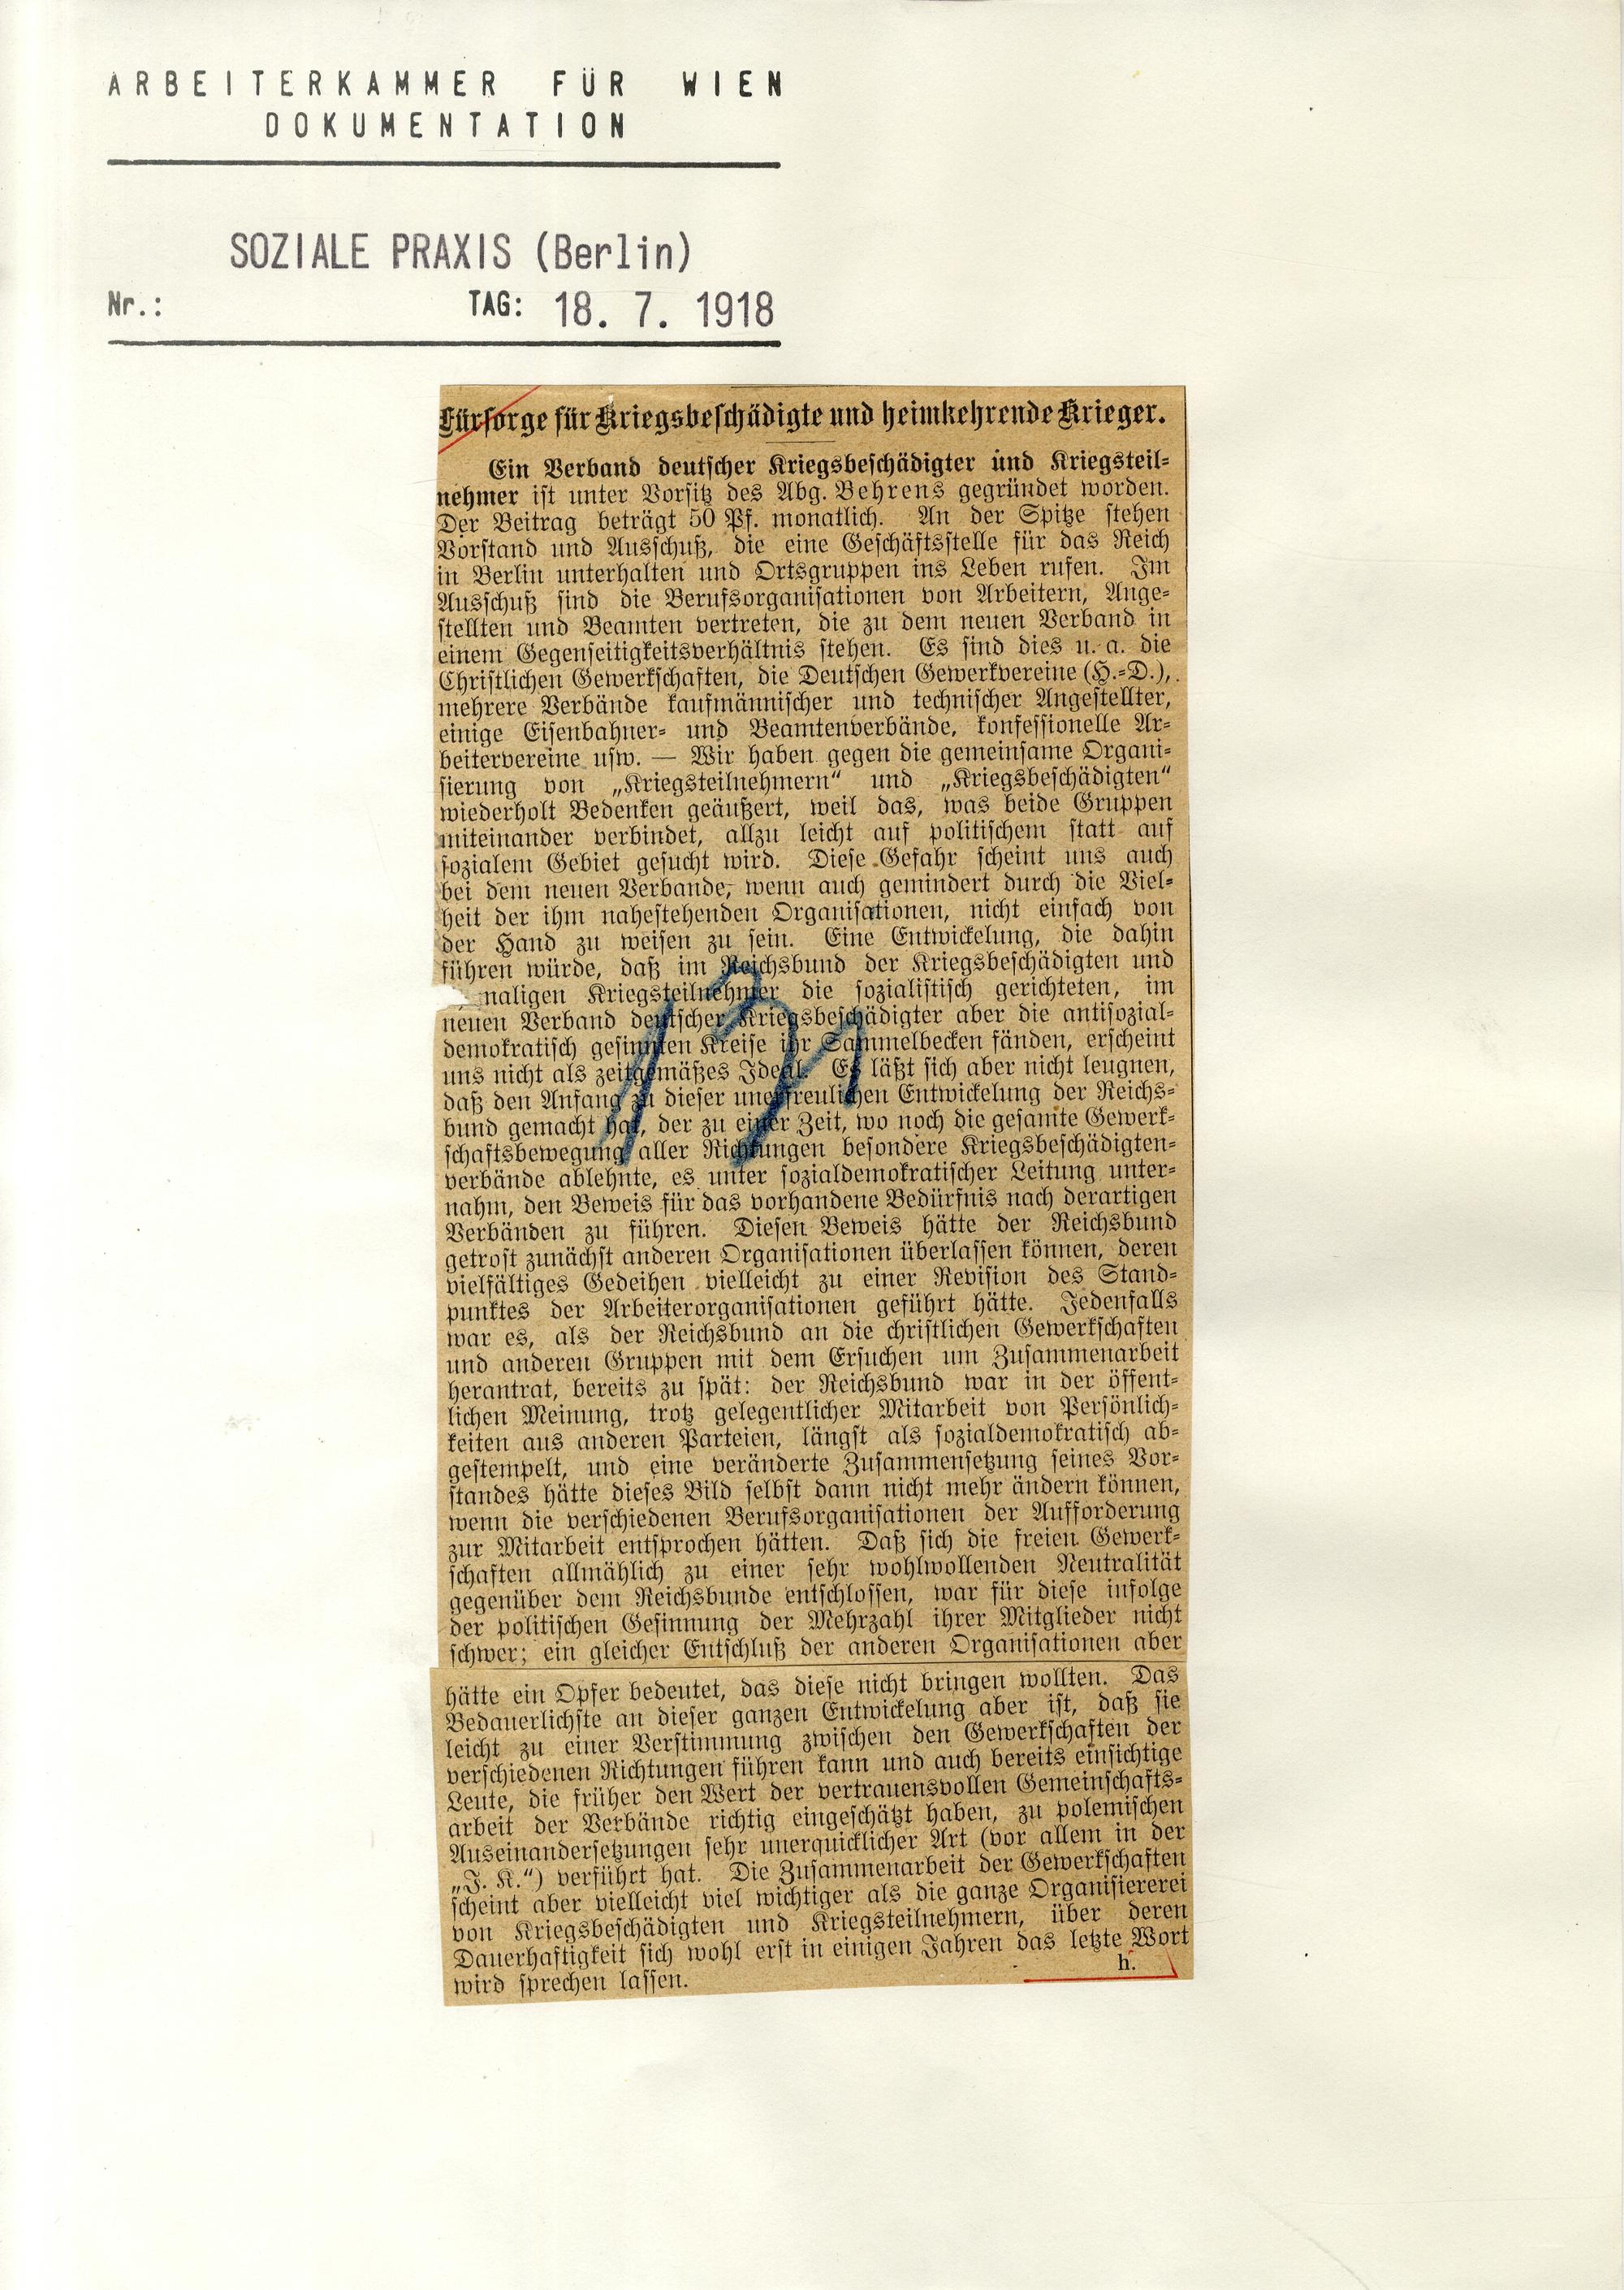 ARBEITERKAMMER FÜR WIEN
DOKUMENTATION
SOZIALE PRAXIS (Berlin)
Nr.: TAG: 18. 7. 1918
Fürsorge für Kriegsbeschädigte und heimkehrende Krieger.
Ein Verband deutscher Kriegsbeschädigter und Kriegsteil-
nehmer ist unter Vorsitz des Abg. Behrens gegründet worden.
Der Beitrag beträgt 50 Pf. monatlich. An der Spitze stehen
Vorstand und Ausschuß, die eine Geschäftsstelle für das Reich
in Berlin unterhalten und Ortsgruppen ins Leben rufen. Im
Ausschuß sind die Berufsorganisationen von Arbeitern, Ange-
stellten und Beamten vertreten, die zu dem neuen Verband in
einem Gegenseitigkeitsverhältnis stehen. Es sind dies u. a. die
Christlichen Gewerkschaften, die Deutschen Gewerkvereine (H.-D.),
mehrere Verbände kaufmännischer und technischer Angestellter,
einige Eisenbahner- und Beamtenverbände, konfessionelle Ar-
beitervereine usw. — Wir haben gegen die gemeinsame Organi-
sierung von „Kriegsteilnehmern“ und „Kriegsbeschädigten“
wiederholt Bedenken geäußert, weil das, was beide Gruppen
miteinander verbindet, allzu leicht auf politischem statt auf
sozialem Gebiet gesucht wird. Diese Gefahr scheint uns auch
bei dem neuen Verbande, wenn auch gemindert durch die Viel-
heit der ihm nahestehenden Organisationen, nicht einfach von
der Hand zu weisen zu sein. Eine Entwickelung, die dahin
führen würde, daß im Reichsbund der Kriegsbeschädigten und
maligen Kriegsteilnehmer die sozialistisch gerichteten, im
neuen Verband deutscher Kriegsbeschädigter aber die antisozial-
demokratisch gesinnten Kreise ihr Sammelbecken fänden, erscheint
uns nicht als zeitgemäßes Ideal. Es läßt sich aber nicht leugnen,
daß den Anfang zu dieser unerfreulichen Entwickelung der Reichs-
bund gemacht hat, der zu einer Zeit, wo noch die gesamte Gewerk-
schaftsbewegung aller Richtungen besondere Kriegsbeschädigten-
verbände ablehnte, es unter sozialdemokratischer Leitung unter-
nahm, den Beweis für das vorhandene Bedürfnis nach derartigen
Verbänden zu führen. Diesen Beweis hätte der Reichsbund
getrost zunächst anderen Organisationen überlassen können, deren
vielfältiges Gedeihen vielleicht zu einer Revision des Stand-
punktes der Arbeiterorganisationen geführt hätte. Jedenfalls
war es, als der Reichsbund an die christlichen Gewerkschaften
und anderen Gruppen mit dem Ersuchen um Zusammenarbeit
herantrat, bereits zu spät: der Reichsbund war in der öffent-
lichen Meinung, trotz gelegentlicher Mitarbeit von Persönlich-
keiten aus anderen Parteien, längst als sozialdemokratisch ab-
gestempelt, und eine veränderte Zusammensetzung seines Vor-
standes hätte dieses Bild selbst dann nicht mehr ändern können,
wenn die verschiedenen Berufsorganisationen der Aufforderung
zur Mitarbeit entsprochen hätten. Daß sich die freien Gewerk-
schaften allmählich zu einer sehr wohlwollenden Neutralität
gegenüber dem Reichsbunde entschlossen, war für diese infolge
der politischen Gesinnung der Mehrzahl ihrer Mitglieder nicht
schwer; ein gleicher Entschluß der anderen Organisationen aber
hätte ein Opfer bedeutet, das diese nicht bringen wollten. Das
Bedauerlichste an dieser ganzen Entwickelung aber ist, daß sie
leicht zu einer Verstimmung zwischen den Gewerkschaften der
verschiedenen Richtungen führen kann und auch bereits einsichtige
Leute, die früher den Wert der vertrauensvollen Gemeinschafts-
arbeit der Verbände richtig eingeschätzt haben, zu polemischen
Auseinandersetzungen sehr unerquicklicher Art (vor allem in der
„J. K.“) verführt hat. Die Zusammenarbeit der Gewerkschaften
scheint aber vielleicht viel wichtiger als die ganze Organisiererei
von Kriegsbeschädigten und Kriegsteilnehmern, über deren
Dauerhaftigkeit sich wohl erst in einigen Jahren das letzte Wort
wird sprechen lassen. h.